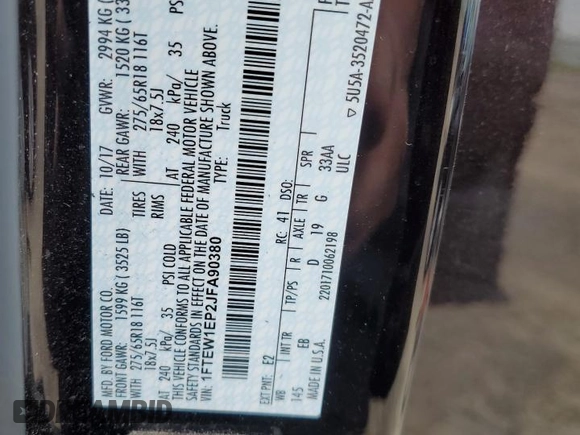 MFD. BY FORD MOTOR CO.
DATE: 10/17 GVWR: 2994 KG (
FRONT GAWR: 1599 KG ( 3525 LB)
REAR GAWR: 1520 KG ( 33
WITH 275/65R18 116T TIRES
WITH 275/65R18 116T
18x7.5J RIMS
18x7.5J
AT 240 kPa/ 35 PSI COLD
AT 240 kPa/ 35 PSI
THIS VEHICLE CONFORMS TO ALL APPLICABLE FEDERAL MOTOR VEHICLE
SAFETY STANDARDS IN EFFECT ON THE DATE OF MANUFACTURE SHOWN ABOVE.
VIN: 1FTEW1EP2JFA90380
TYPE: Truck
EXT PNT: E2 RC: 41 DSO:
WB INT TR TP/PS R AXLE TR SPR
145 EB D 19 G 33AA
MADE IN U.S.A. 2201710062198 ULC
5U5A-3520472-A
DREAMBID